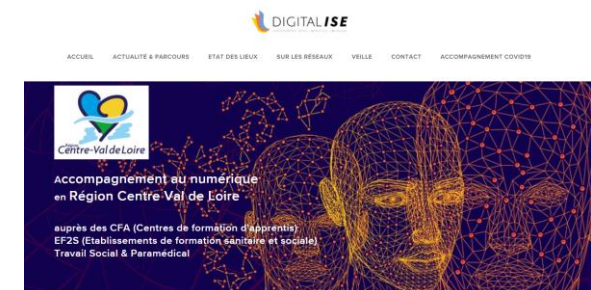 DIGITALISE
ACCUEIL ACTUALITÉ & PARCOURS ETAT DES LIEUX SUR LES RÉSEAUX VEILLE CONTACT ACCOMPAGNEMENT COVID19
Centre-Val de Loire
Accompagnement au numérique
en Région Centre Val de Loire
auprès des CFA (Centres de formation d'apprentis)
EF2S (Etablissements de formation sanitaire et sociale)
Travail Social & Paramédical